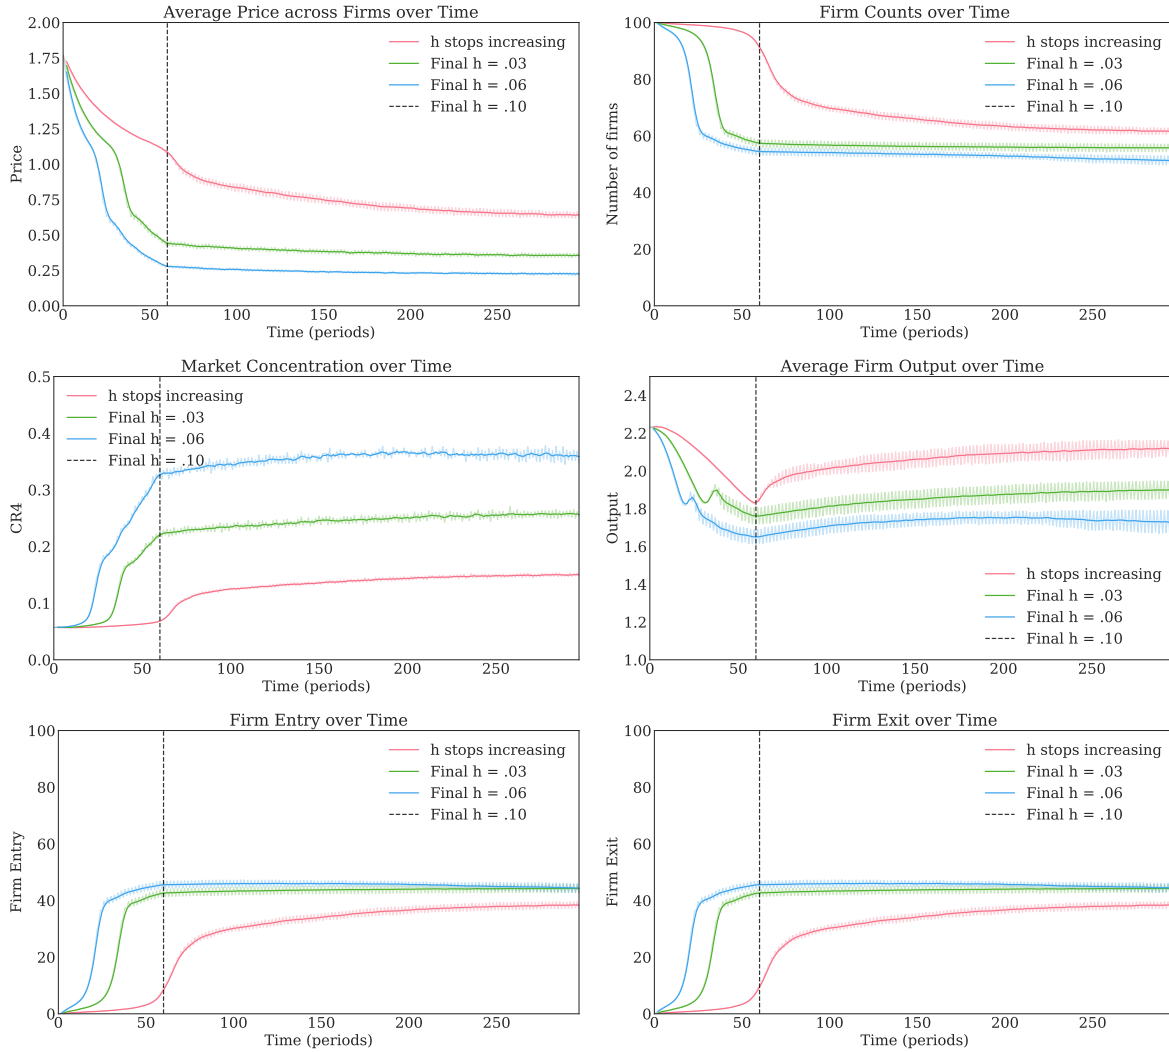 Average Price across Firms over Time
2.00
1.75
1.50
1.25
1.00
0.75
0.50
0.25
0.00
Price
0 50 100 150 200 250
Time (periods)
h stops increasing
Final h = .03
Final h = .06
Final h = .10
Firm Counts over Time
100
80
60
40
20
0
Number of firms
0 50 100 150 200 250
Time (periods)
h stops increasing
Final h = .03
Final h = .06
Final h = .10
Market Concentration over Time
0.5
0.4
0.3
0.2
0.1
0.0
CR4
0 50 100 150 200 250
Time (periods)
h stops increasing
Final h = .03
Final h = .06
Final h = .10
Average Firm Output over Time
2.4
2.2
2.0
1.8
1.6
1.4
1.2
1.0
Output
0 50 100 150 200 250
Time (periods)
h stops increasing
Final h = .03
Final h = .06
Final h = .10
Firm Entry over Time
100
80
60
40
20
0
Firm Entry
0 50 100 150 200 250
Time (periods)
h stops increasing
Final h = .03
Final h = .06
Final h = .10
Firm Exit over Time
100
80
60
40
20
0
Firm Exit
0 50 100 150 200 250
Time (periods)
h stops increasing
Final h = .03
Final h = .06
Final h = .10